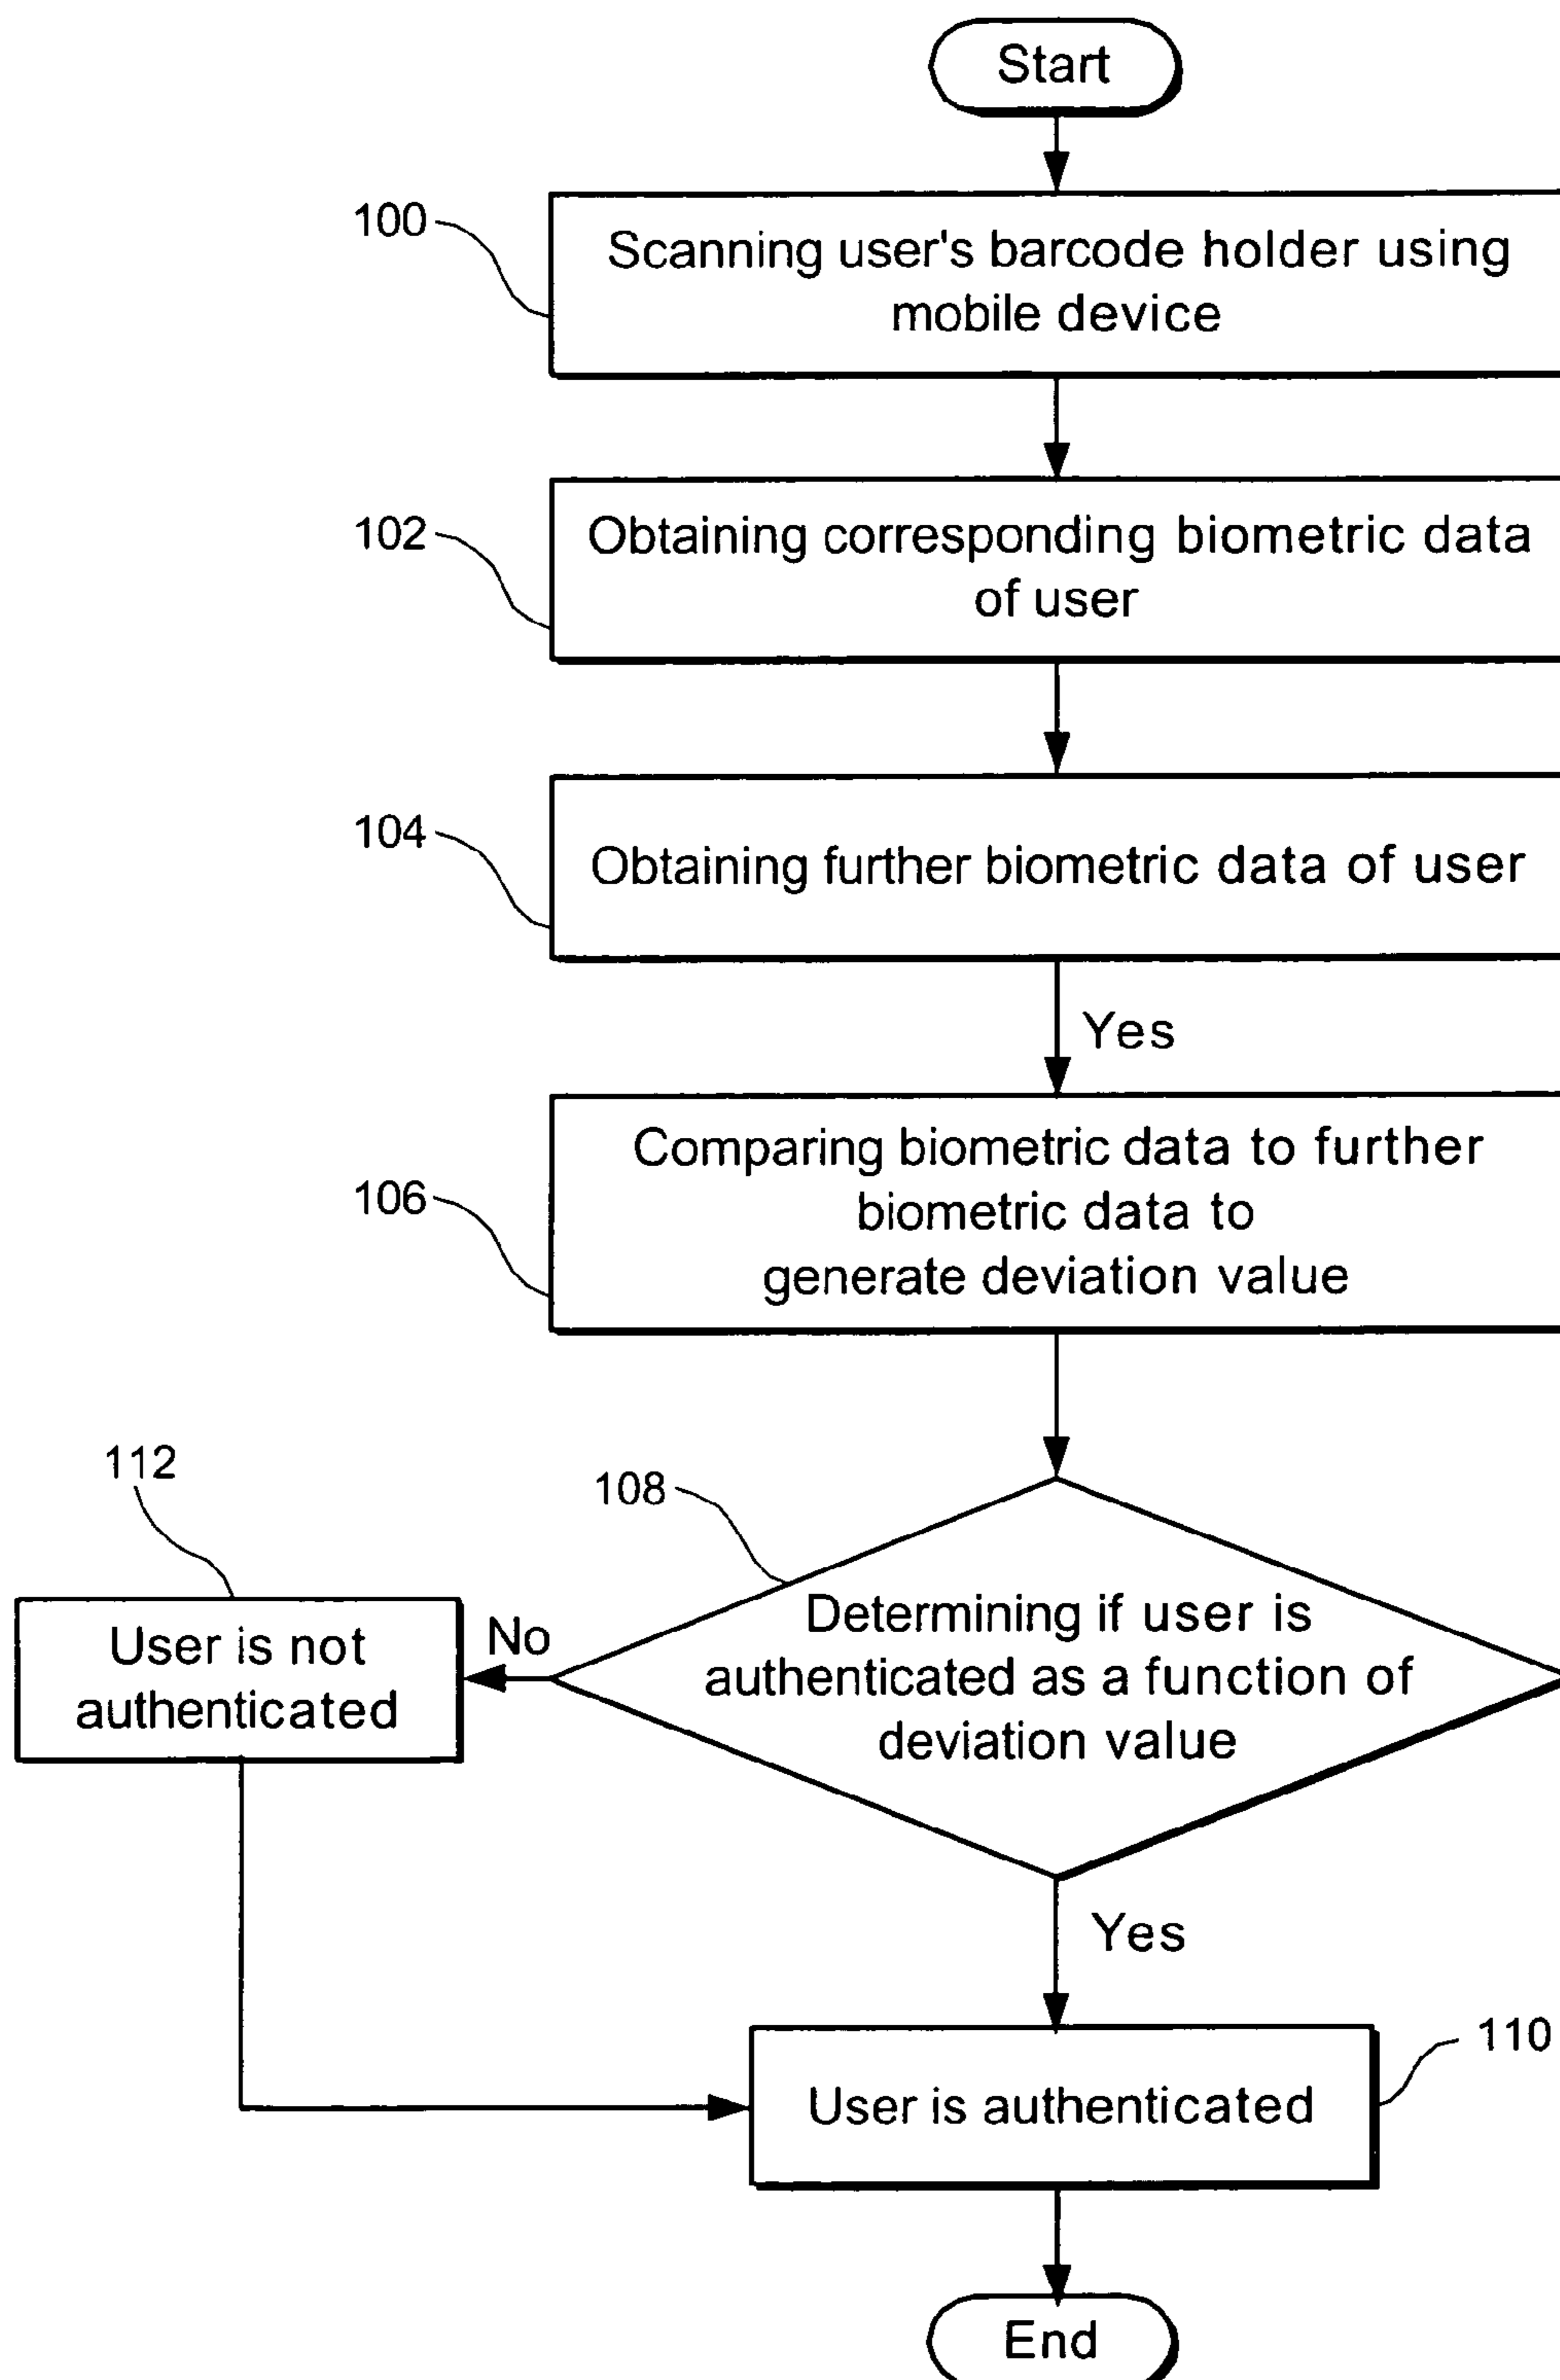 Start
100
Scanning user's barcode holder using
mobile device
102
Obtaining corresponding biometric data
of user
104
Obtaining further biometric data of user
Yes
106
Comparing biometric data to further
biometric data to
generate deviation value
112
108
User is not
authenticated
No
Determining if user is
authenticated as a function of
deviation value
Yes
110
User is authenticated
End